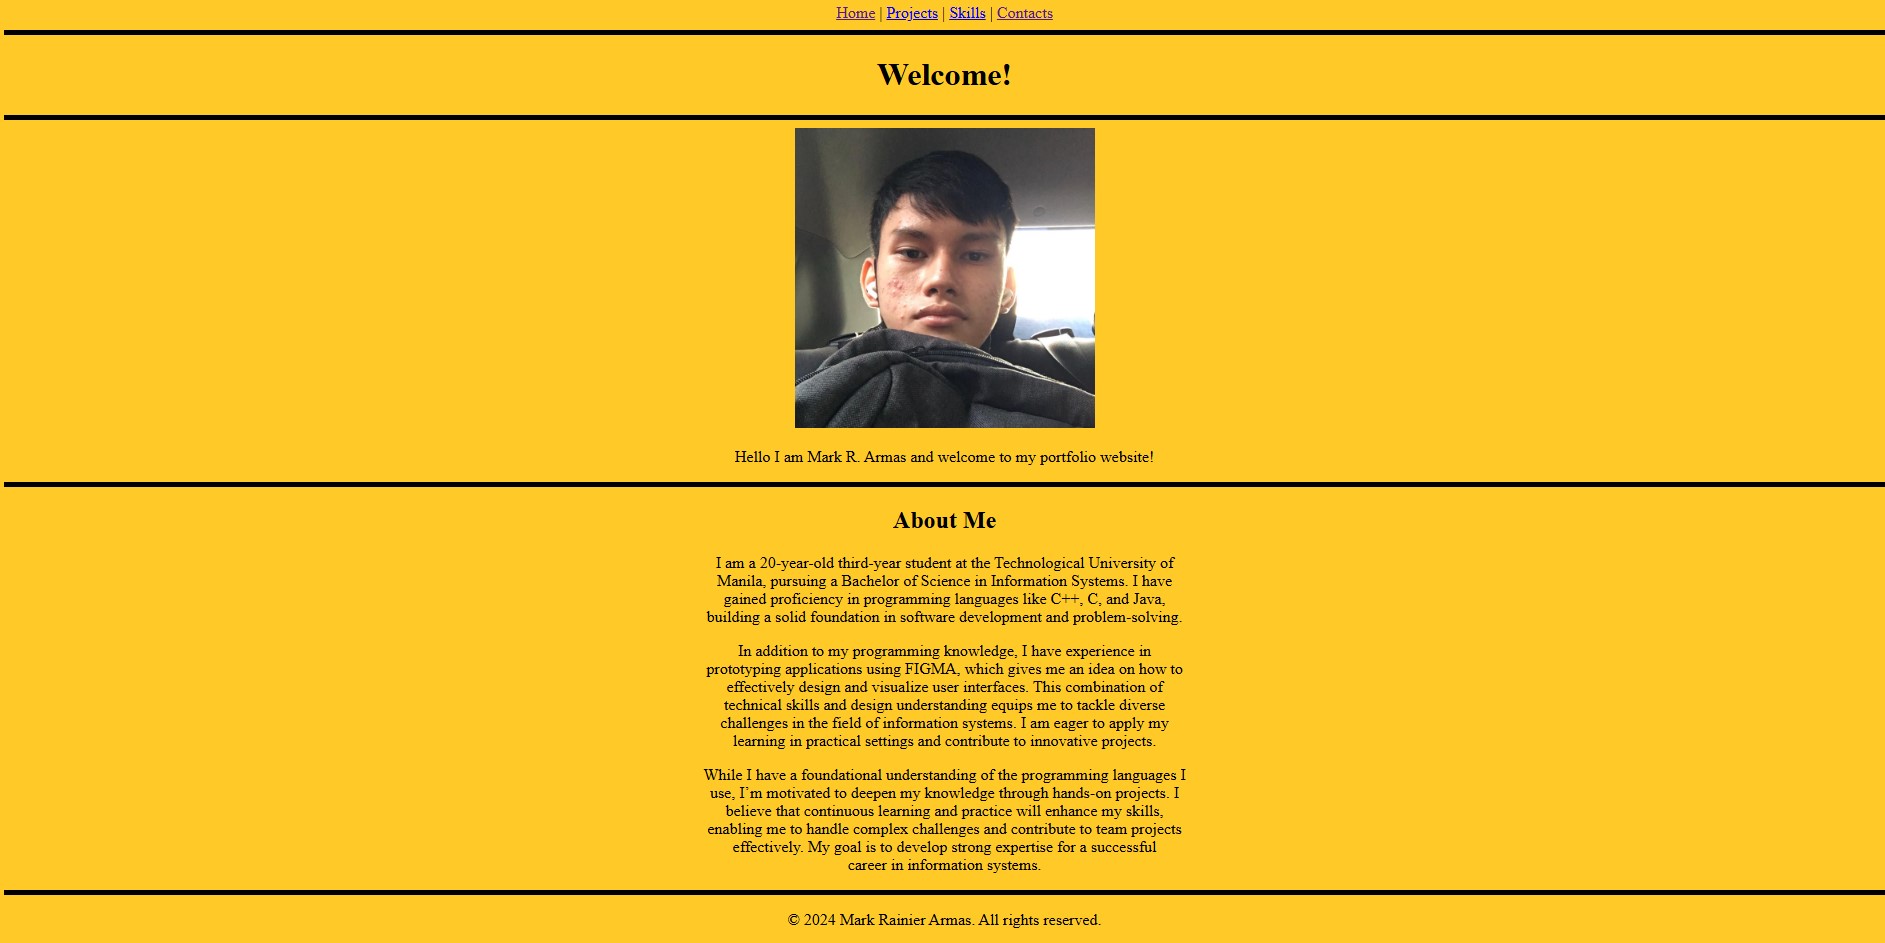 Home | Projects | Skills | Contacts
Welcome!
Hello I am Mark R. Armas and welcome to my portfolio website!
About Me
I am a 20-year-old third-year student at the Technological University of
Manila, pursuing a Bachelor of Science in Information Systems. I have
gained proficiency in programming languages like C++, C, and Java,
building a solid foundation in software development and problem-solving.
In addition to my programming knowledge, I have experience in
prototyping applications using FIGMA, which gives me an idea on how to
effectively design and visualize user interfaces. This combination of
technical skills and design understanding equips me to tackle diverse
challenges in the field of information systems. I am eager to apply my
learning in practical settings and contribute to innovative projects.
While I have a foundational understanding of the programming languages I
use, I’m motivated to deepen my knowledge through hands-on projects. I
believe that continuous learning and practice will enhance my skills,
enabling me to handle complex challenges and contribute to team projects
effectively. My goal is to develop strong expertise for a successful
career in information systems.
© 2024 Mark Rainier Armas. All rights reserved.